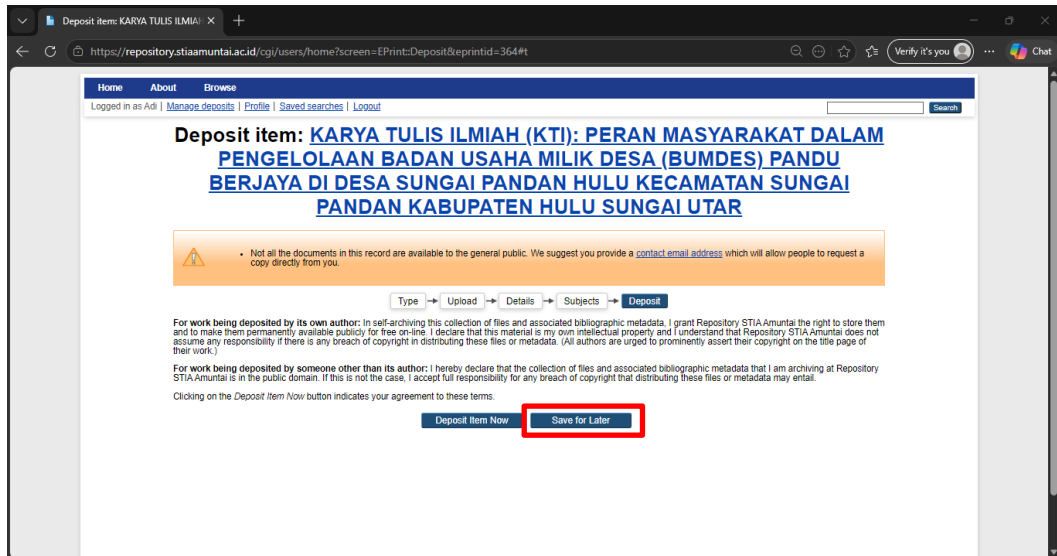 Deposit item: KARYA TULIS ILMIAH
https://repository.stiaamuntai.ac.id/cgi/users/home?screen=EPrint::Deposit&eprintid=364#t
Verify it's you
Chat
Home About Browse
Logged in as Adi | Manage deposits | Profile | Saved searches | Logout
Search
Deposit item: KARYA TULIS ILMIAH (KTI): PERAN MASYARAKAT DALAM
PENGELOLAAN BADAN USAHA MILIK DESA (BUMDES) PANDU
BERJAYA DI DESA SUNGAI PANDAN HULU KECAMATAN SUNGAI
PANDAN KABUPATEN HULU SUNGAI UTAR
• Not all the documents in this record are available to the general public. We suggest you provide a contact email address which will allow people to request a
copy directly from you.
Type → Upload → Details → Subjects → Deposit
For work being deposited by its own author: In self-archiving this collection of files and associated bibliographic metadata, I grant Repository STIA Amuntai the right to store them
and to make them permanently available publicly for free on-line. I declare that this material is my own intellectual property and I understand that Repository STIA Amuntai does not
assume any responsibility if there is any breach of copyright in distributing these files or metadata. (All authors are urged to prominently assert their copyright on the title page of
their work.)
For work being deposited by someone other than its author: I hereby declare that the collection of files and associated bibliographic metadata that I am archiving at Repository
STIA Amuntai is in the public domain. If this is not the case, I accept full responsibility for any breach of copyright that distributing these files or metadata may entail.
Clicking on the Deposit Item Now button indicates your agreement to these terms.
Deposit Item Now Save for Later